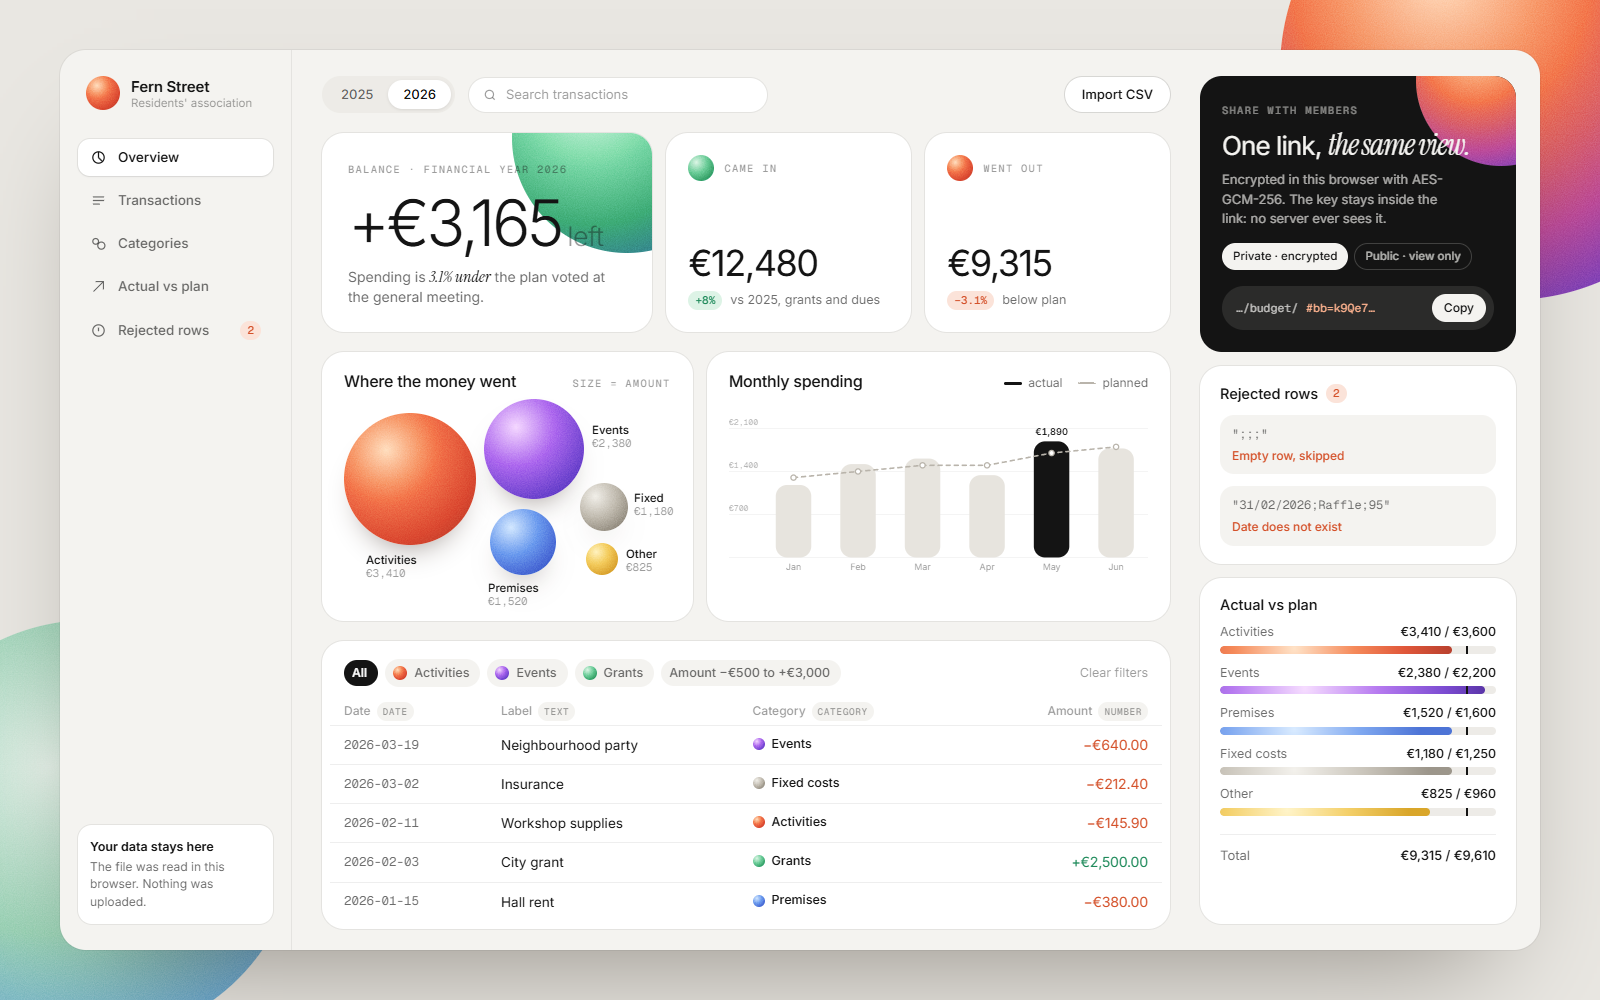 Fern Street
Residents' association
Overview
Transactions
Categories
Actual vs plan
Rejected rows 2
Your data stays here
The file was read in this
browser. Nothing was
uploaded.
2025 2026 Search transactions Import CSV
BALANCE · FINANCIAL YEAR 2026
+€3,165 left
Spending is 3.1% under the plan voted at
the general meeting.
CAME IN
€12,480
+8% vs 2025, grants and dues
WENT OUT
€9,315
−3.1% below plan
Where the money went SIZE = AMOUNT
Events
€2,380
Fixed
€1,180
Other
€825
Activities
€3,410
Premises
€1,520
Monthly spending actual planned
€2,100
€1,890
€1,400
€700
Jan Feb Mar Apr May Jun
All Activities Events Grants Amount −€500 to +€3,000 Clear filters
Date DATE Label TEXT Category CATEGORY Amount NUMBER
2026-03-19 Neighbourhood party Events −€640.00
2026-03-02 Insurance Fixed costs −€212.40
2026-02-11 Workshop supplies Activities −€145.90
2026-02-03 City grant Grants +€2,500.00
2026-01-15 Hall rent Premises −€380.00
SHARE WITH MEMBERS
One link, the same view.
Encrypted in this browser with AES-
GCM-256. The key stays inside the
link: no server ever sees it.
Private · encrypted Public · view only
…/budget/ #bb=k9Qe7… Copy
Rejected rows 2
";;;"
Empty row, skipped
"31/02/2026;Raffle;95"
Date does not exist
Actual vs plan
Activities €3,410 / €3,600
Events €2,380 / €2,200
Premises €1,520 / €1,600
Fixed costs €1,180 / €1,250
Other €825 / €960
Total €9,315 / €9,610